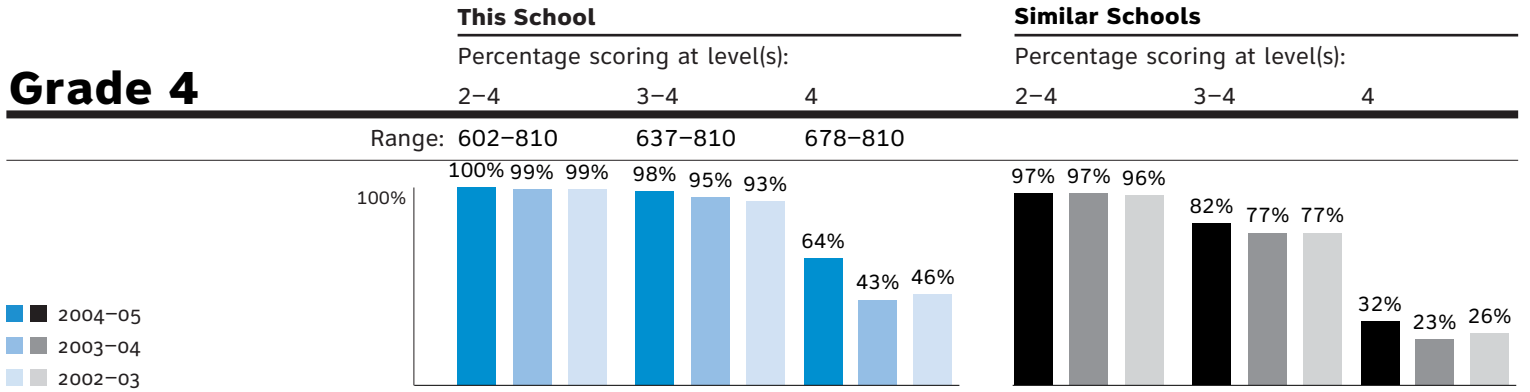 This School Similar Schools
Percentage scoring at level(s): Percentage scoring at level(s):
Grade 4 2–4 3–4 4 2–4 3–4 4
Range: 602–810 637–810 678–810
100% 99% 99% 98% 95% 93% 64% 43% 46% 97% 97% 96% 82% 77% 77% 32% 23% 26%
100%
2004–05
2003–04
2002–03